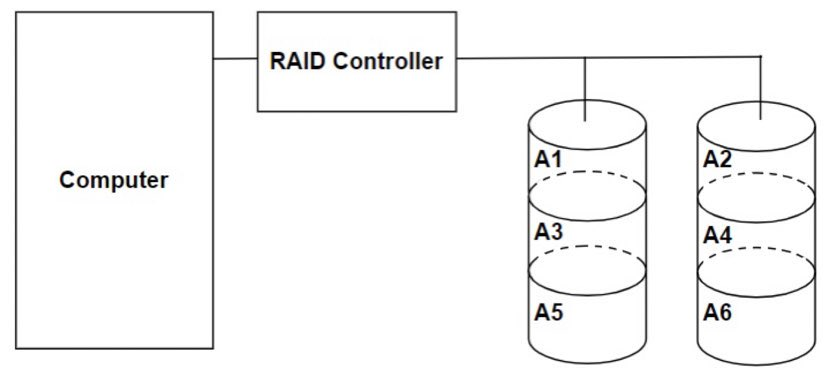 RAID Controller
Computer
A1
A2
A3
A4
A5
A6